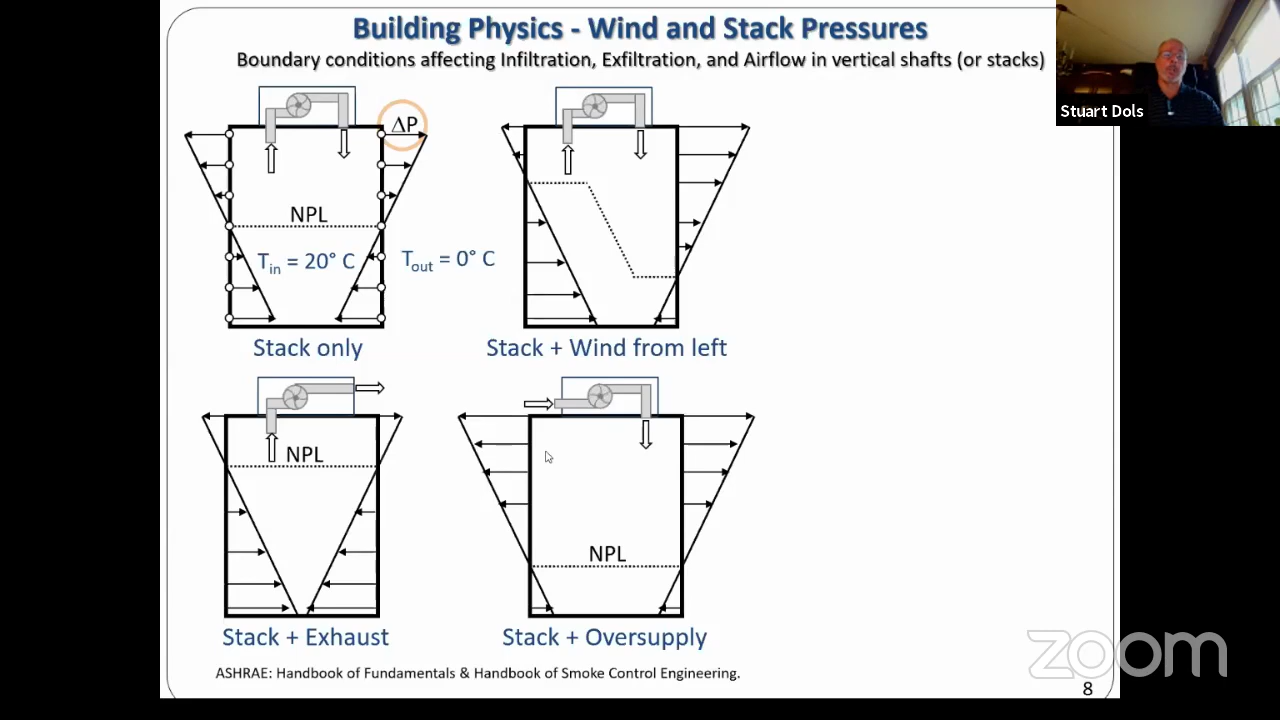 Building Physics - Wind and Stack Pressures
Boundary conditions affecting Infiltration, Exfiltration, and Airflow in vertical shafts (or stacks)
Stuart Dols
ΔP
NPL
T_in = 20° C
T_out = 0° C
Stack only
Stack + Wind from left
NPL
NPL
Stack + Exhaust
Stack + Oversupply
ASHRAE: Handbook of Fundamentals & Handbook of Smoke Control Engineering.
zoom
8